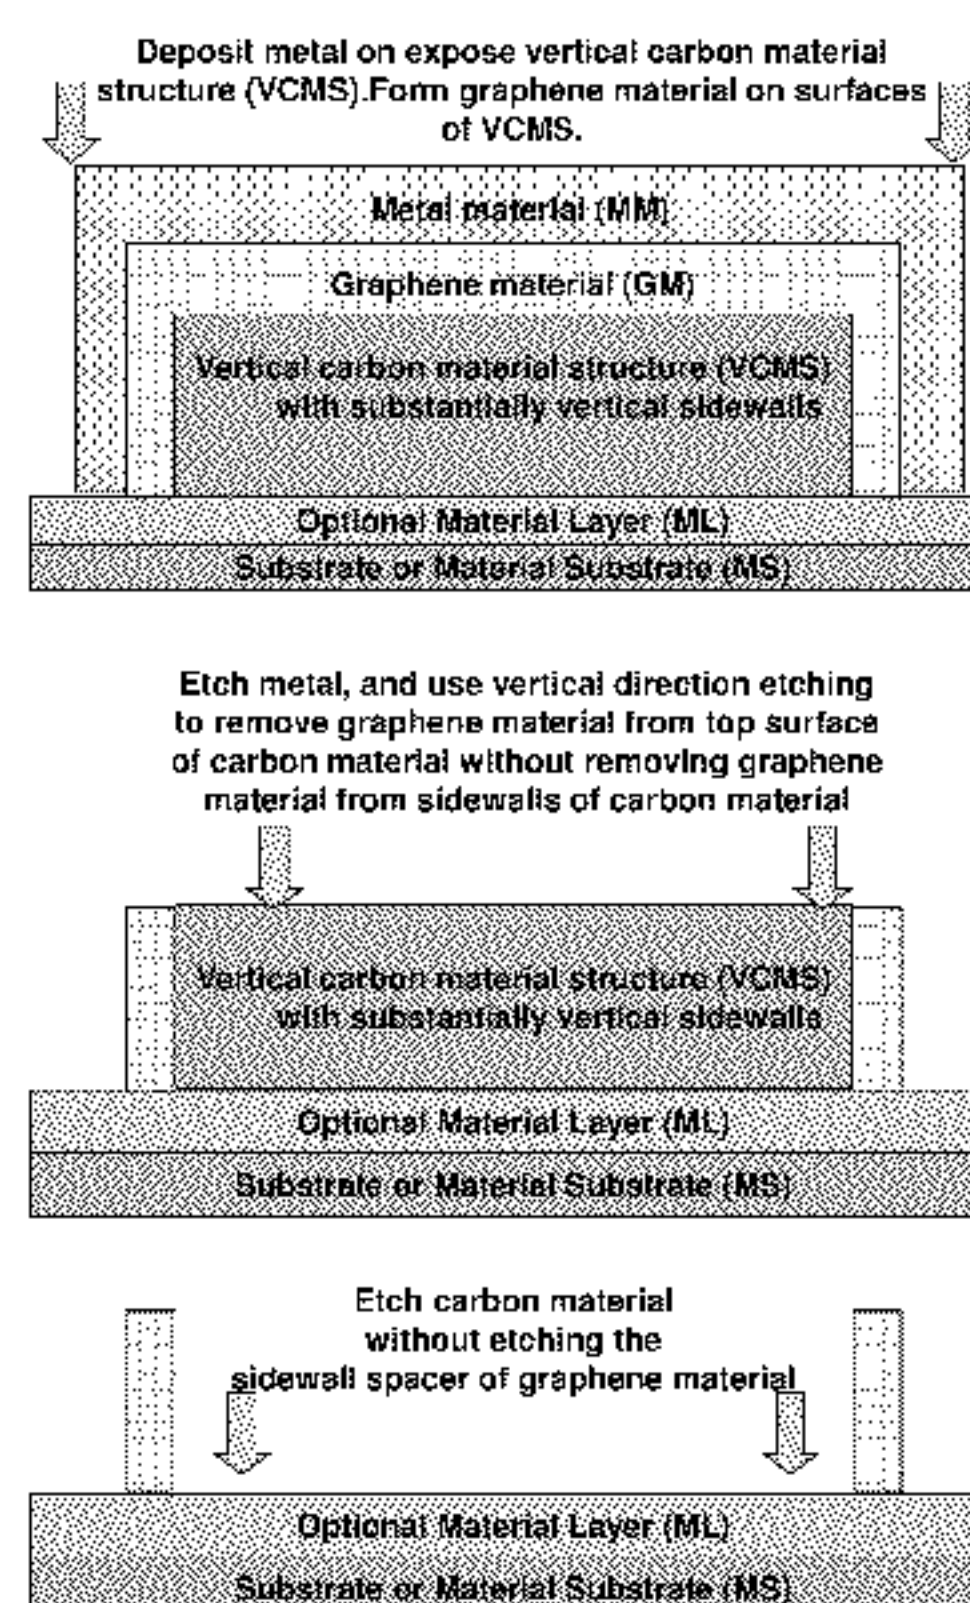 Deposit metal on expose vertical carbon material
structure (VCMS).Form graphene material on surfaces
of VCMS.
Metal material (MM)
Graphene material (GM)
Vertical carbon material structure (VCMS)
with substantially vertical sidewalls
Optional Material Layer (ML)
Substrate or Material Substrate (MS)
Etch metal, and use vertical direction etching
to remove graphene material from top surface
of carbon material without removing graphene
material from sidewalls of carbon material
Vertical carbon material structure (VCMS)
with substantially vertical sidewalls
Optional Material Layer (ML)
Substrate or Material Substrate (MS)
Etch carbon material
without etching the
sidewall spacer of graphene material
Optional Material Layer (ML)
Substrate or Material Substrate (MS)